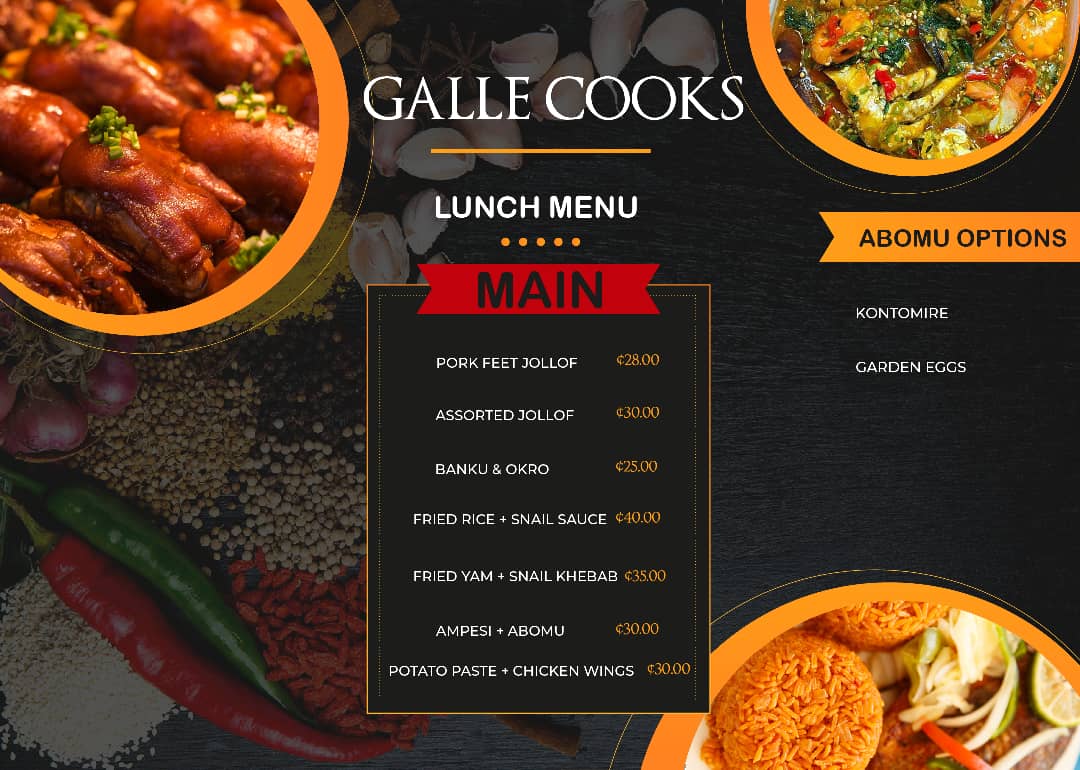 GALLE COOKS
LUNCH MENU
MAIN
PORK FEET JOLLOF ¢28.00
ASSORTED JOLLOF ¢30.00
BANKU & OKRO ¢25.00
FRIED RICE + SNAIL SAUCE ¢40.00
FRIED YAM + SNAIL KHEBAB ¢35.00
AMPESI + ABOMU ¢30.00
POTATO PASTE + CHICKEN WINGS ¢30.00
ABOMU OPTIONS
KONTOMIRE
GARDEN EGGS